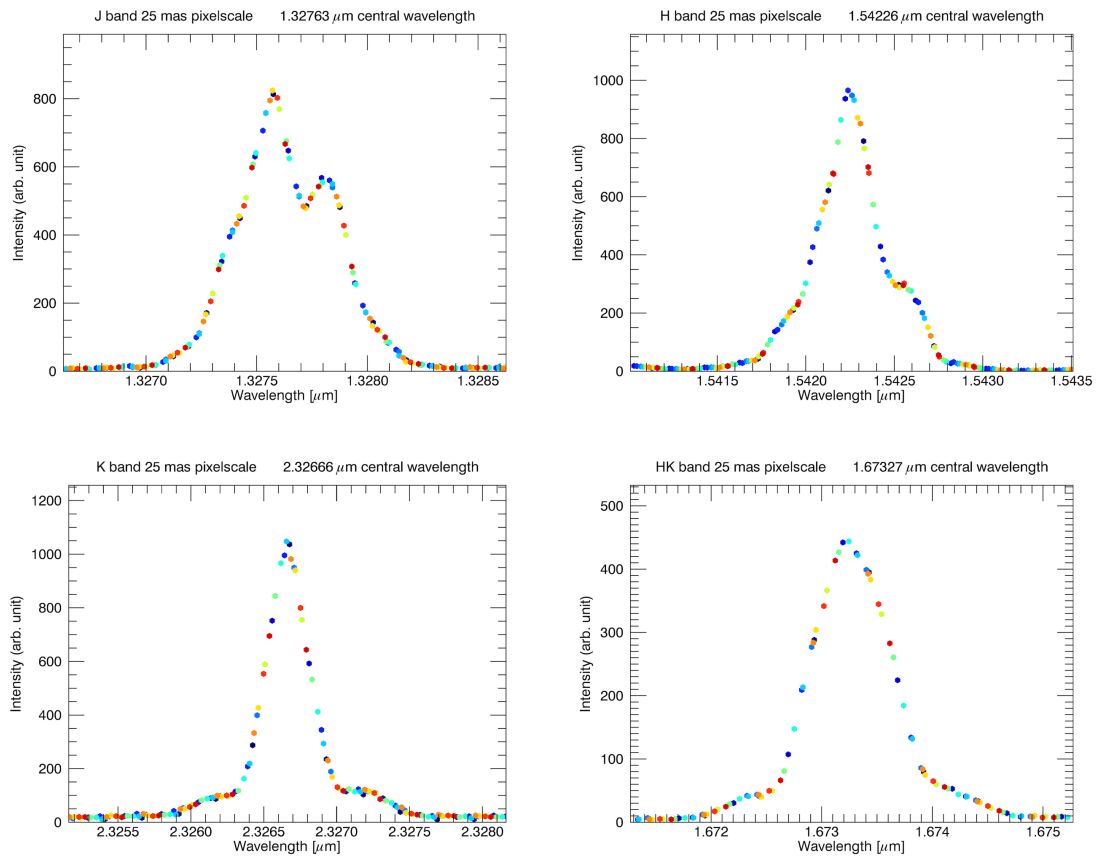 J band 25 mas pixelscale 1.32763 μm central wavelength
Intensity (arb. unit)
800
600
400
200
0
1.3270 1.3275 1.3280 1.3285
Wavelength [μm]
H band 25 mas pixelscale 1.54226 μm central wavelength
Intensity (arb. unit)
1000
800
600
400
200
0
1.5415 1.5420 1.5425 1.5430 1.5435
Wavelength [μm]
K band 25 mas pixelscale 2.32666 μm central wavelength
Intensity (arb. unit)
1200
1000
800
600
400
200
0
2.3255 2.3260 2.3265 2.3270 2.3275 2.3280
Wavelength [μm]
HK band 25 mas pixelscale 1.67327 μm central wavelength
Intensity (arb. unit)
500
400
300
200
100
0
1.672 1.673 1.674 1.675
Wavelength [μm]